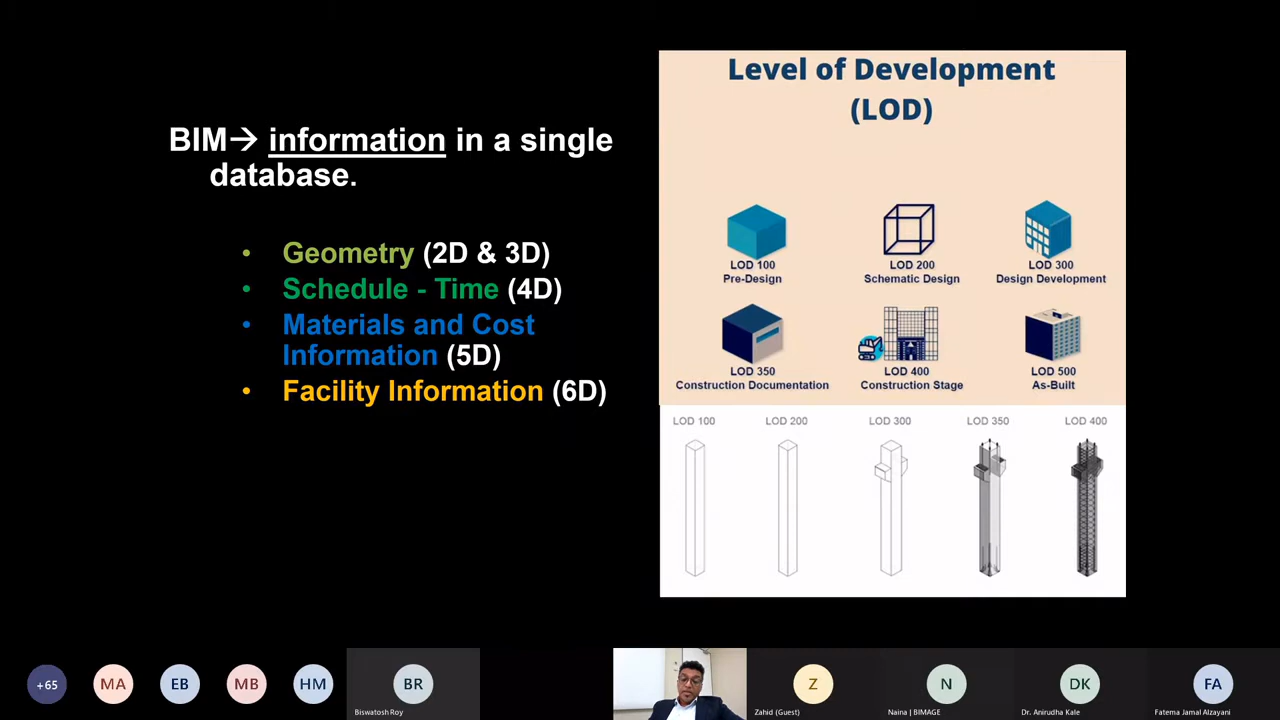 BIM→ information in a single
database.
• Geometry (2D & 3D)
• Schedule - Time (4D)
• Materials and Cost
Information (5D)
• Facility Information (6D)
Level of Development
(LOD)
LOD 100
Pre-Design
LOD 200
Schematic Design
LOD 300
Design Development
LOD 350
Construction Documentation
LOD 400
Construction Stage
LOD 500
As-Built
LOD 100
LOD 200
LOD 300
LOD 350
LOD 400
+65
MA
EB
MB
HM
BR
Biswatosh Roy
Z
Zahid (Guest)
N
Naina | BIMAGE
DK
Dr. Anirudha Kale
FA
Fatema Jamal Alzayani